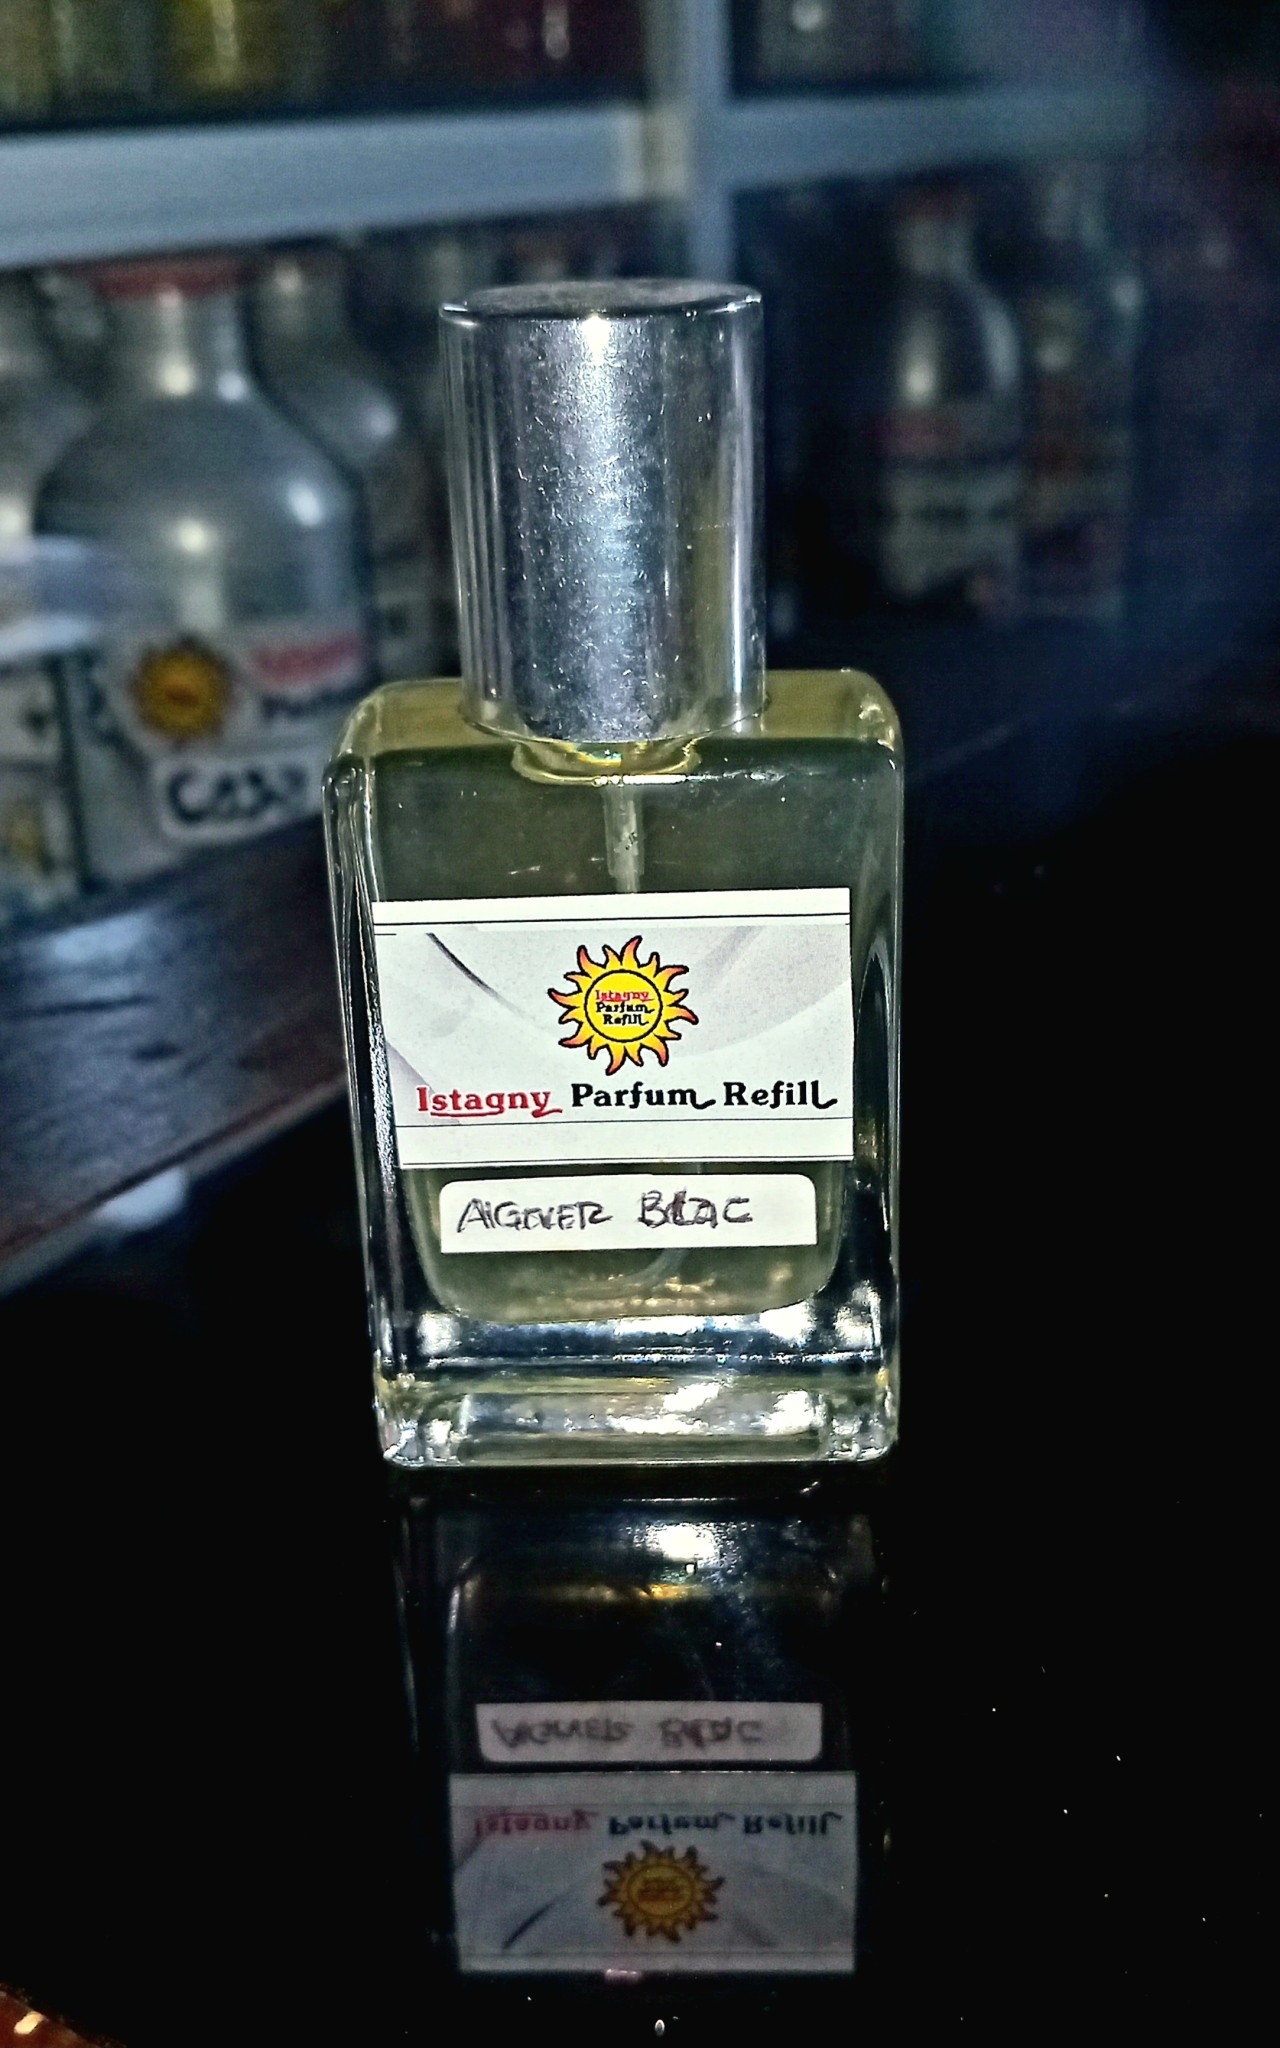 Istagny
Parfum
Refill
Istagny Parfum Refill
AIGNER BLAC